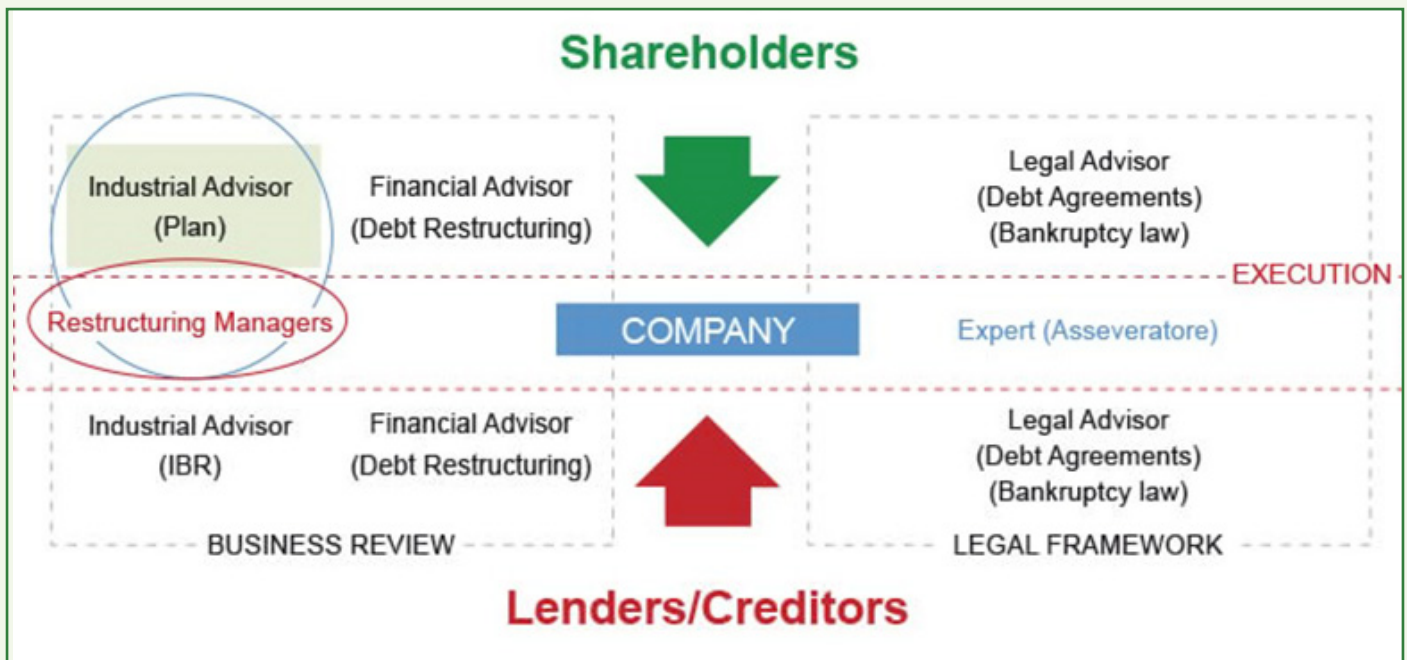 Shareholders
Industrial Advisor
(Plan)
Financial Advisor
(Debt Restructuring)
Legal Advisor
(Debt Agreements)
(Bankruptcy law)
EXECUTION
Restructuring Managers
COMPANY
Expert (Asseveratore)
Industrial Advisor
(IBR)
Financial Advisor
(Debt Restructuring)
Legal Advisor
(Debt Agreements)
(Bankruptcy law)
BUSINESS REVIEW
LEGAL FRAMEWORK
Lenders/Creditors